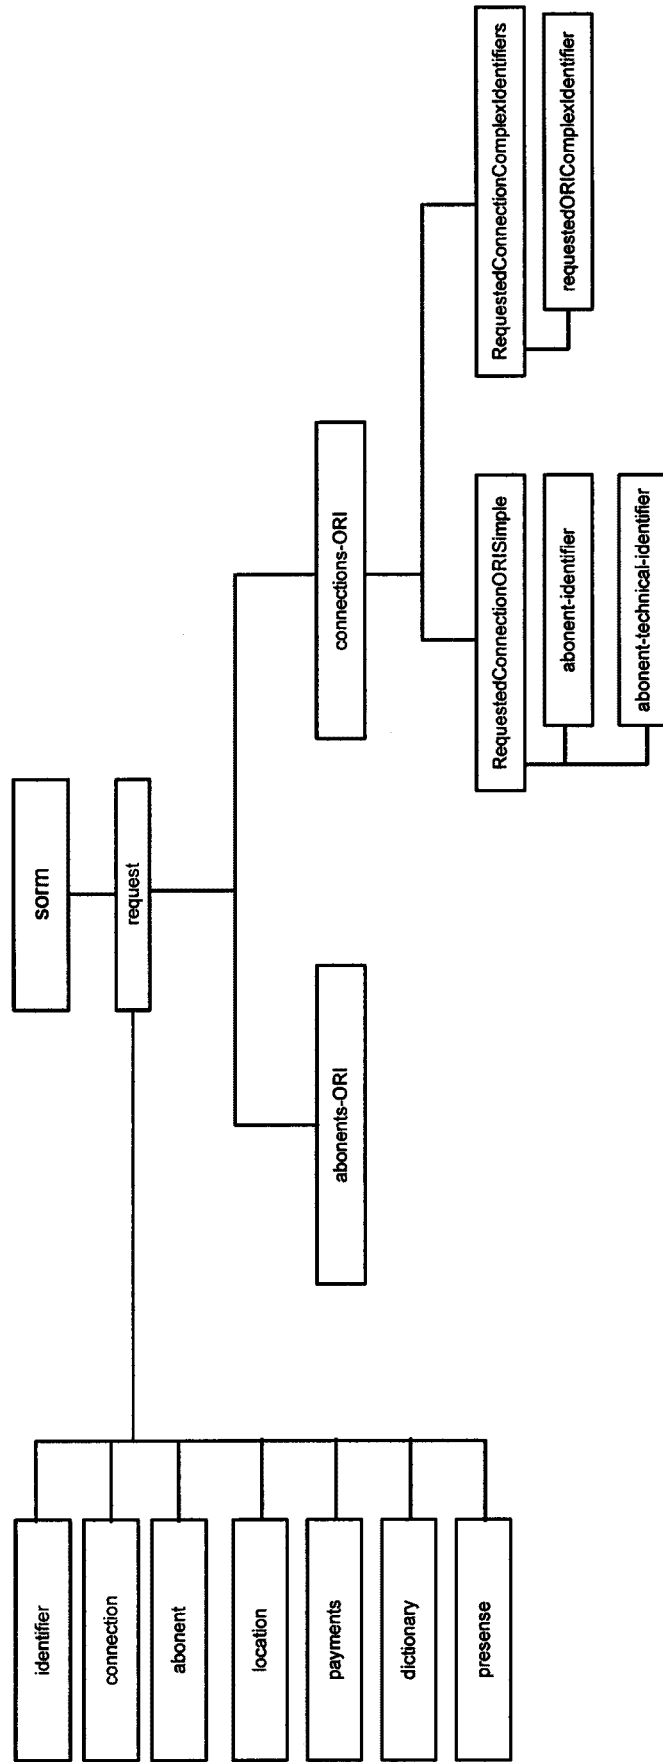 sorm
request
identifier
connection
abonent
location
payments
dictionary
presense
abonents-ORI
connections-ORI
RequestedConnectionORISimple
abonent-identifier
abonent-technical-identifier
RequestedConnectionComplexIdentifiers
requestedORIComplexIdentifier